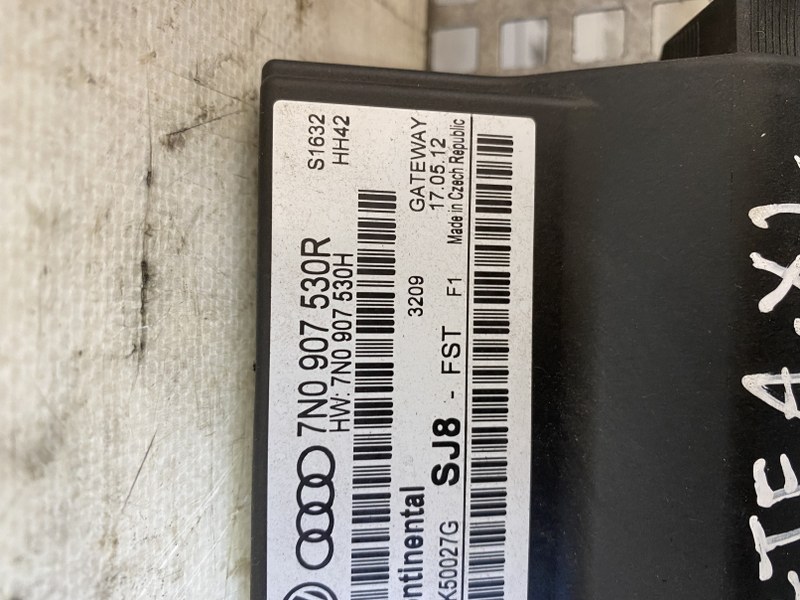 7N0 907 530R S1632
HW: 7N0 907 530H HH42
3209 GATEWAY
ntinental SJ8 - FST 17.05.12
K50027G F1 Made in Czech Republic